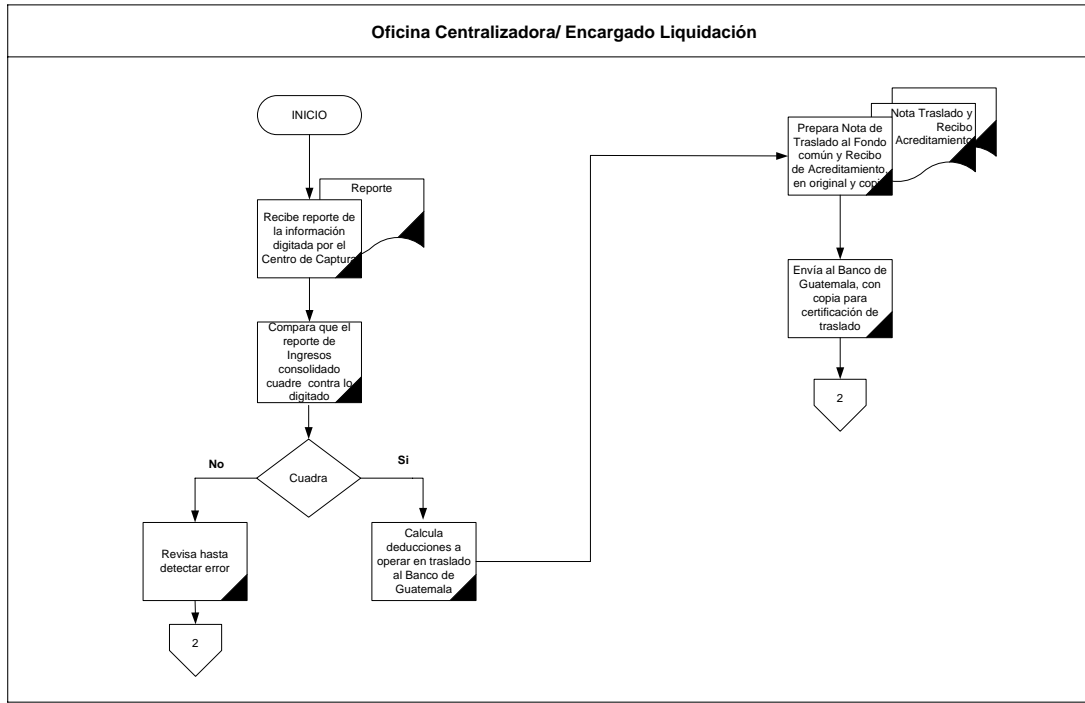 Oficina Centralizadora/ Encargado Liquidación
INICIO
Reporte
Recibe reporte de
la información
digitada por el
Centro de Captura
Compara que el
reporte de
Ingresos
consolidado
cuadre contra lo
digitado
No
Si
Cuadra
Revisa hasta
detectar error
2
Calcula
deducciones a
operar en traslado
al Banco de
Guatemala
Nota Traslado y
Recibo
Acreditamiento
Prepara Nota de
Traslado al Fondo
común y Recibo
de Acreditamiento,
en original y copia
Envía al Banco de
Guatemala, con
copia para
certificación de
traslado
2